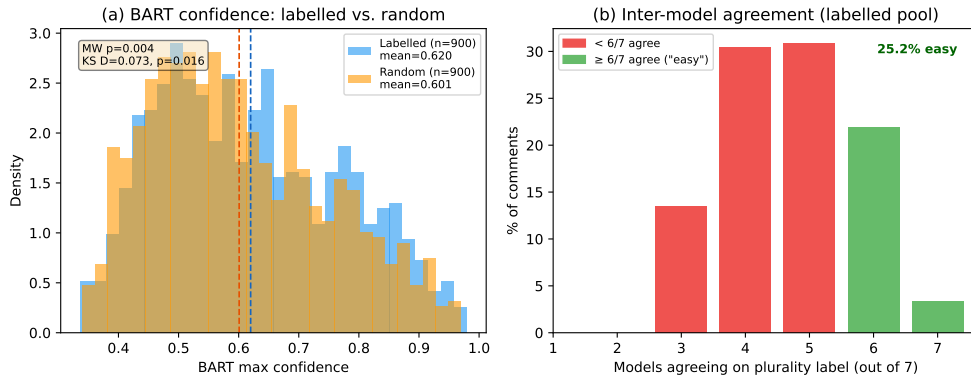 (a) BART confidence: labelled vs. random
MW p=0.004
KS D=0.073, p=0.016
Labelled (n=900)
mean=0.620
Random (n=900)
mean=0.601
Density
3.0
2.5
2.0
1.5
1.0
0.5
0.0
0.4 0.5 0.6 0.7 0.8 0.9 1.0
BART max confidence
(b) Inter-model agreement (labelled pool)
< 6/7 agree
≥ 6/7 agree ("easy")
25.2% easy
% of comments
30
25
20
15
10
5
0
1 2 3 4 5 6 7
Models agreeing on plurality label (out of 7)